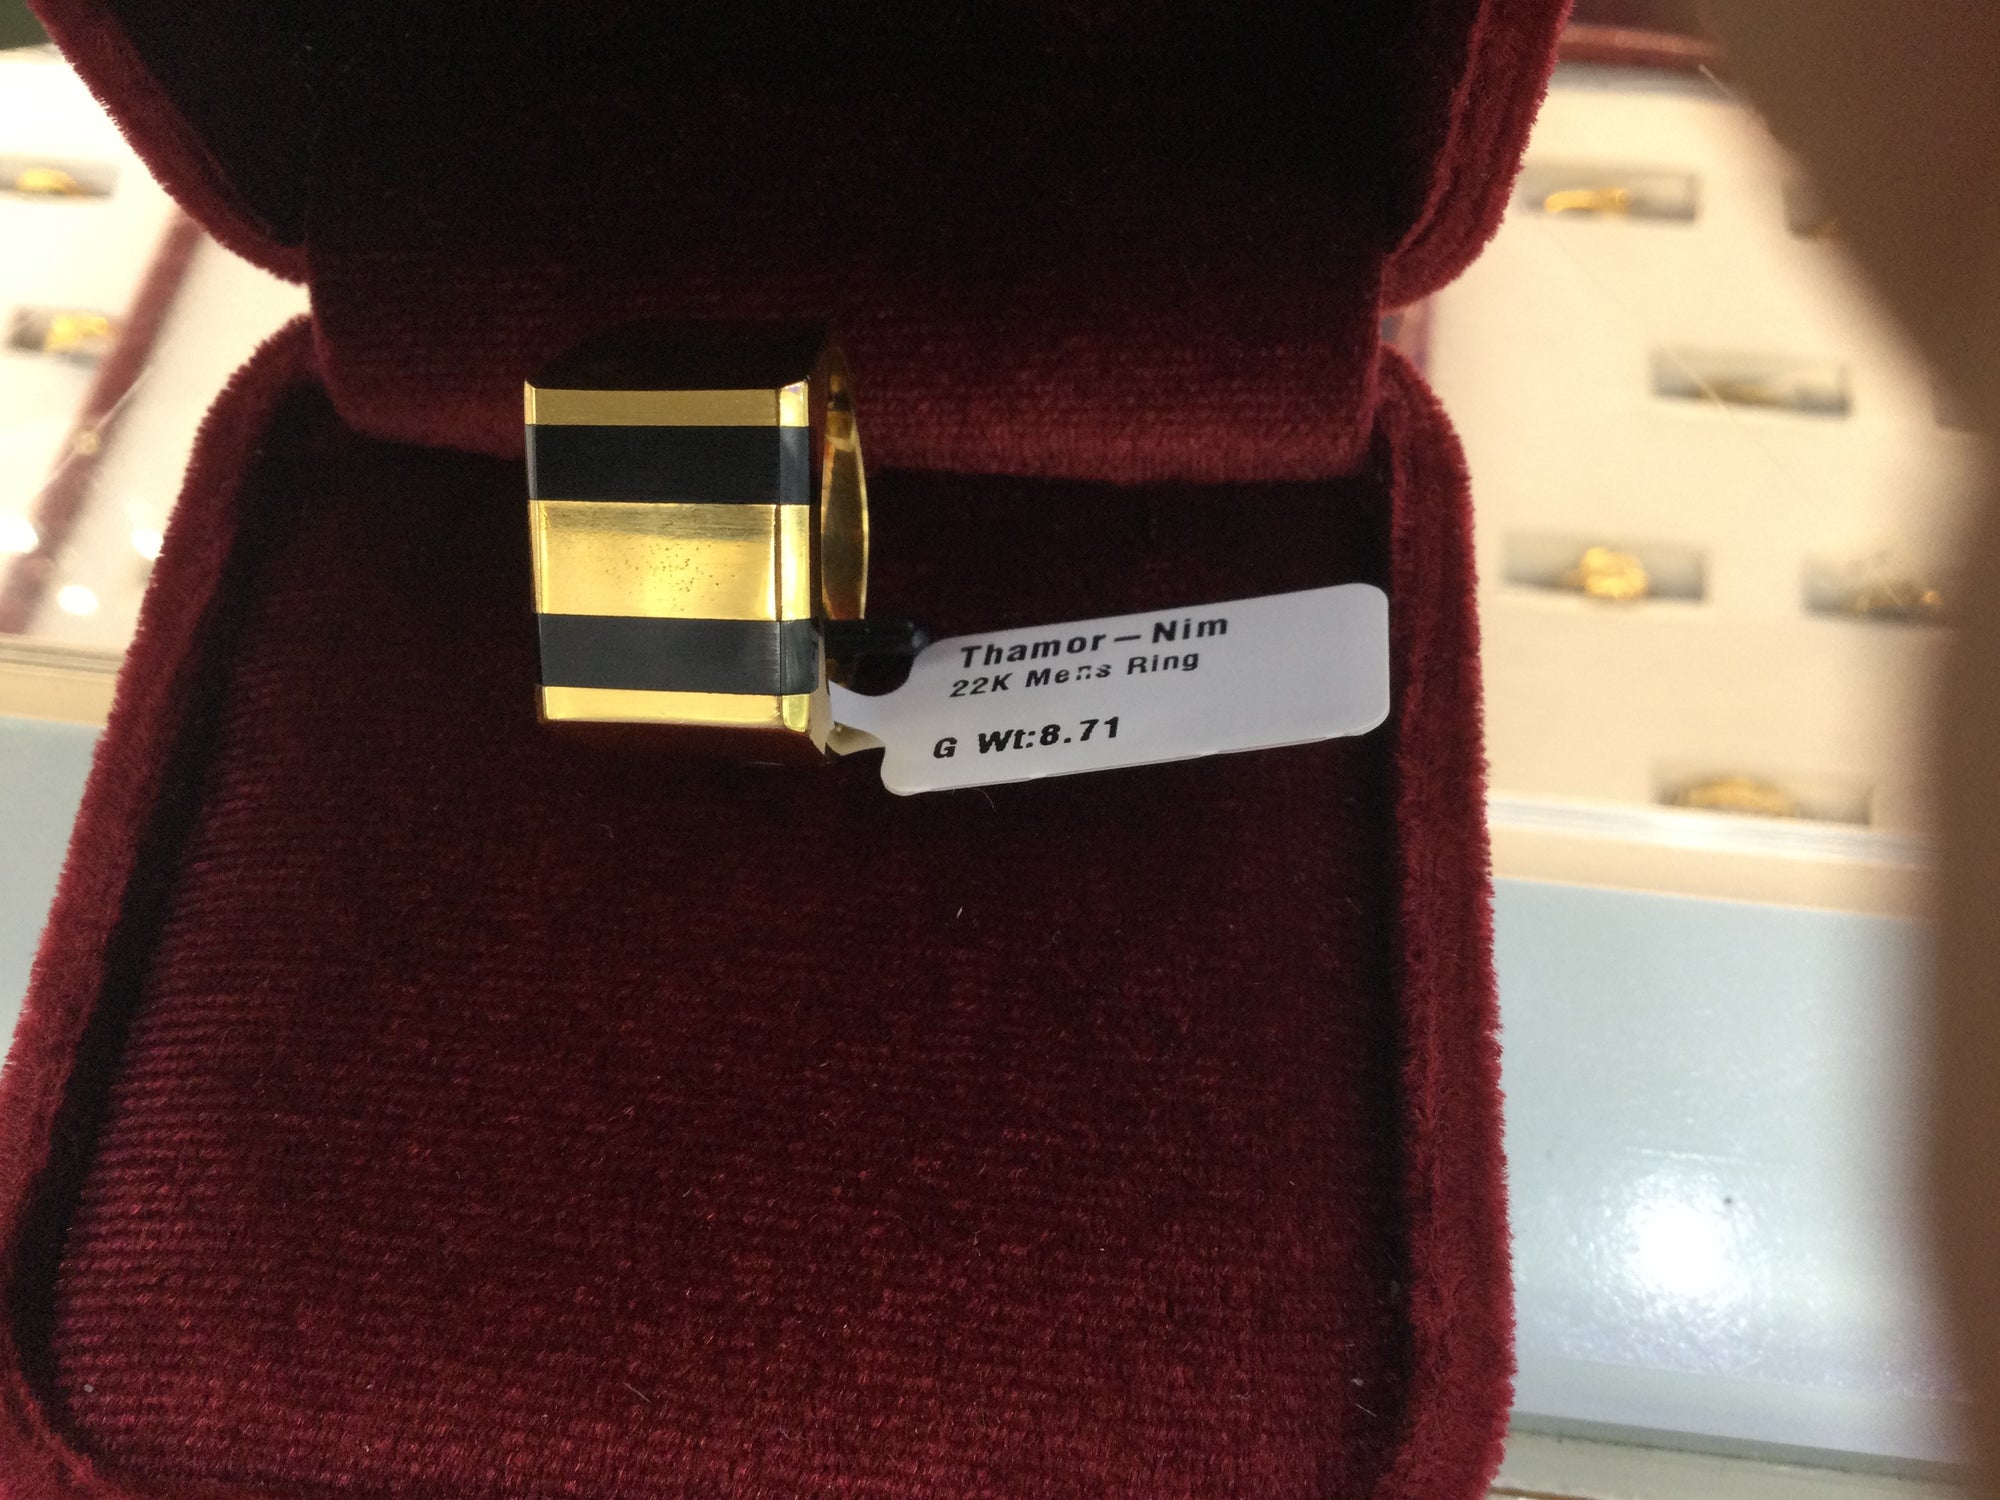 Thamor-Nim
22K Mens Ring
G Wt:8.71